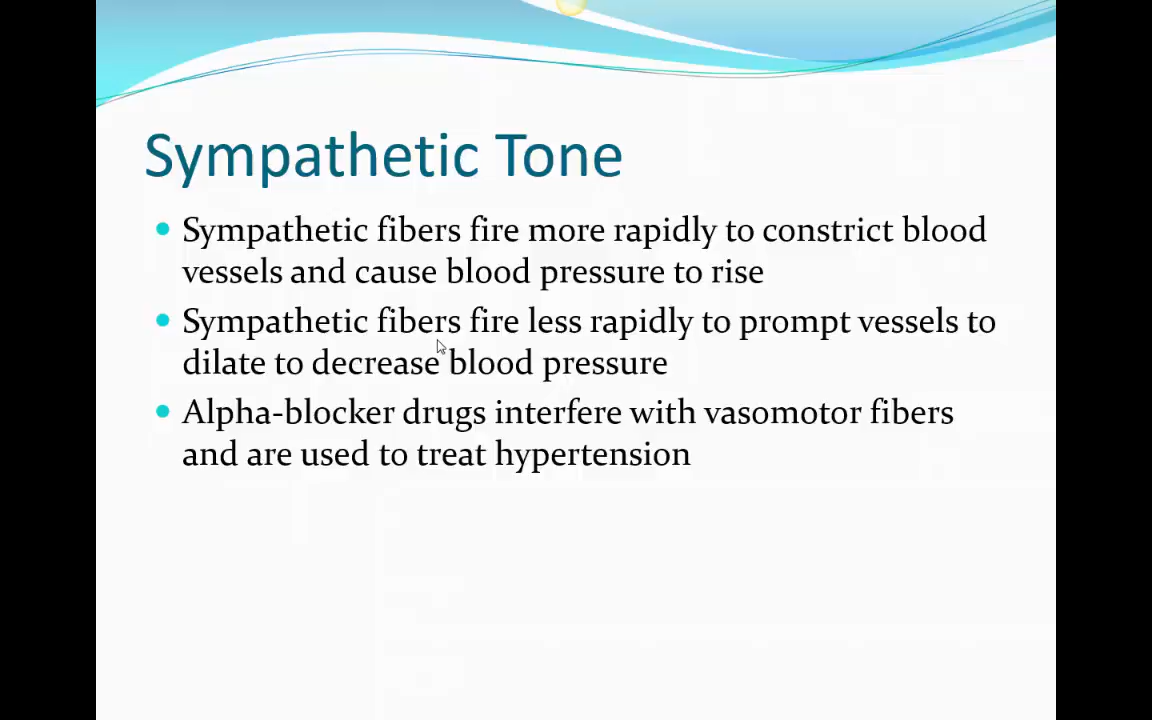 Sympathetic Tone
Sympathetic fibers fire more rapidly to constrict blood
vessels and cause blood pressure to rise
Sympathetic fibers fire less rapidly to prompt vessels to
dilate to decrease blood pressure
Alpha-blocker drugs interfere with vasomotor fibers
and are used to treat hypertension